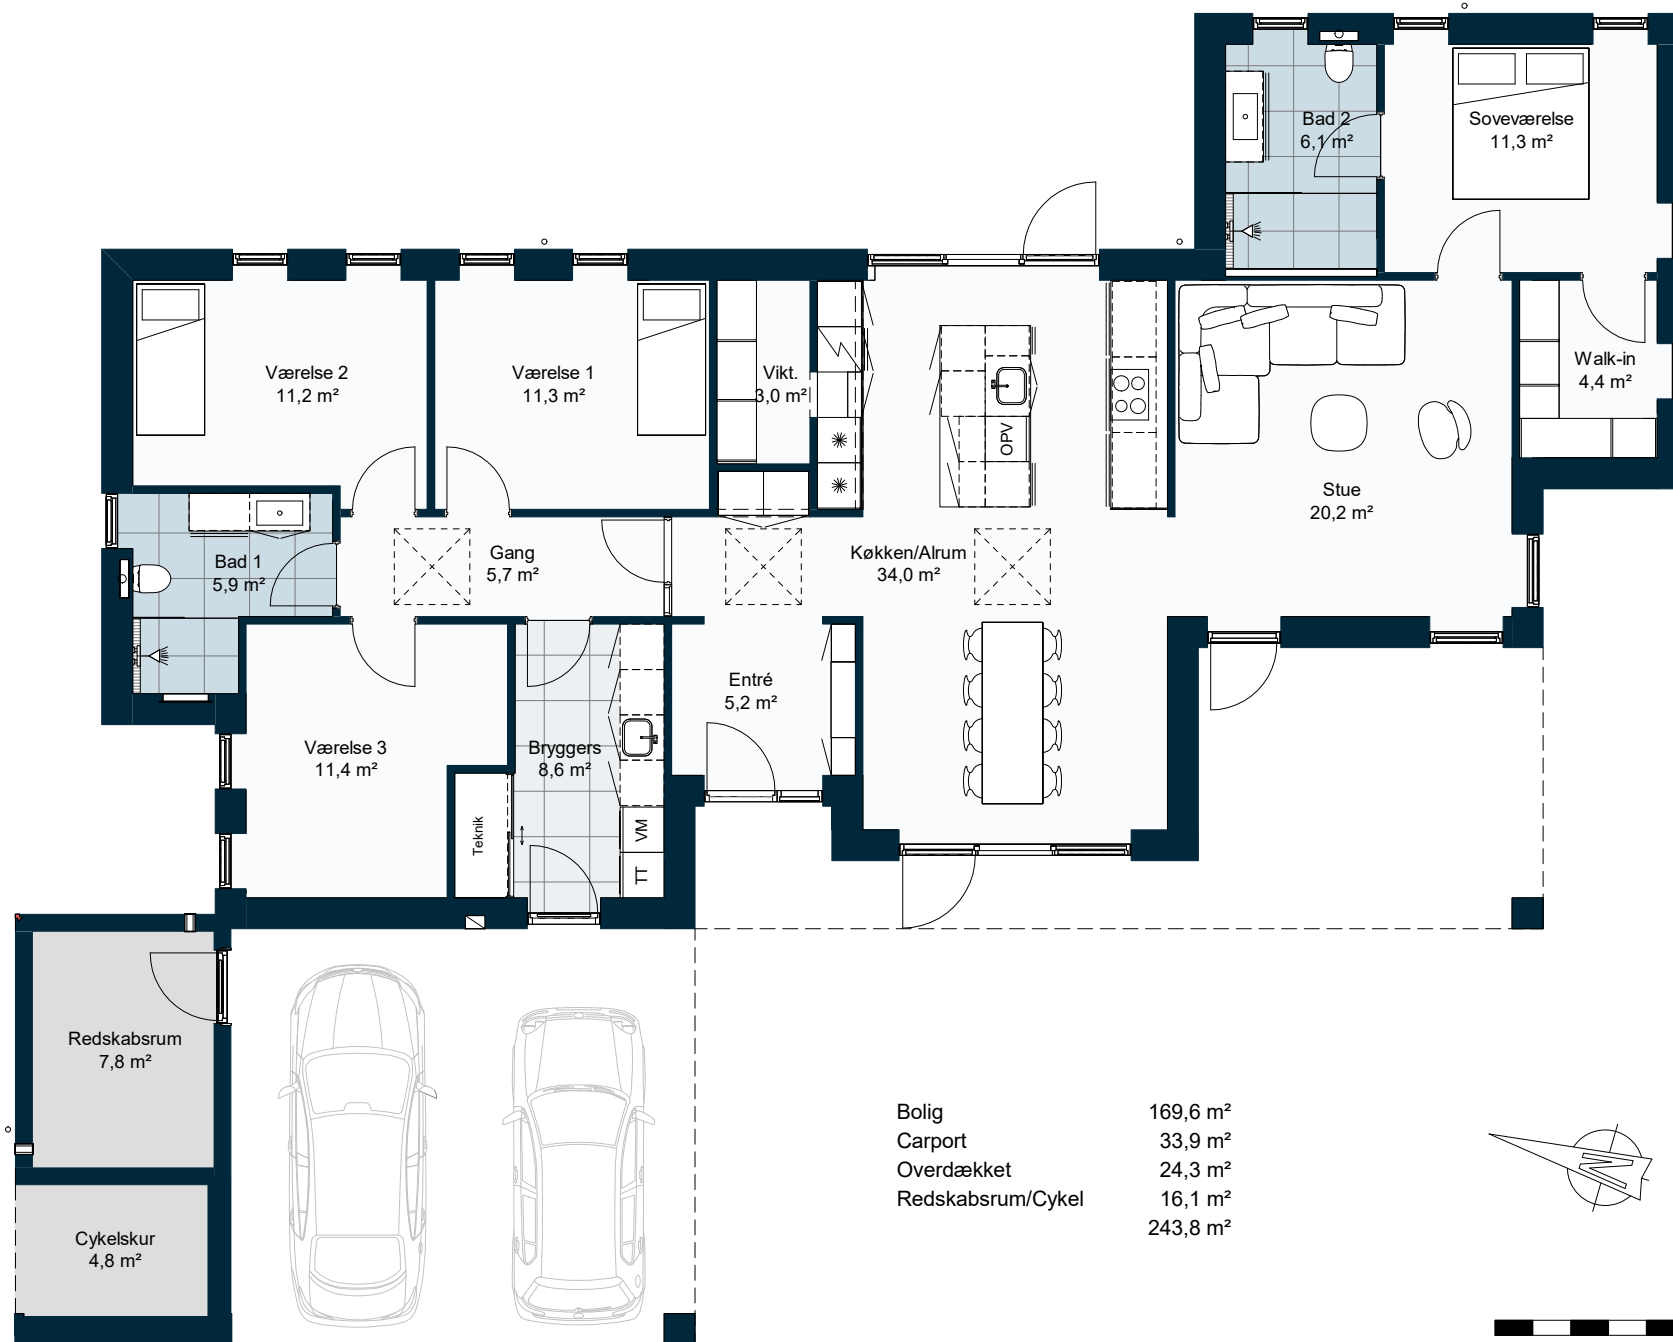 Bad 2
6,1 m²
Soveværelse
11,3 m²
Værelse 2
11,2 m²
Værelse 1
11,3 m²
Vikt.
3,0 m²
Walk-in
4,4 m²
OPV
Stue
20,2 m²
Bad 1
5,9 m²
Gang
5,7 m²
Køkken/Alrum
34,0 m²
Entré
5,2 m²
Værelse 3
11,4 m²
Bryggers
8,6 m²
Teknik
VM
TT
Redskabsrum
7,8 m²
Cykelskur
4,8 m²
Bolig 169,6 m²
Carport 33,9 m²
Overdækket 24,3 m²
Redskabsrum/Cykel 16,1 m²
243,8 m²
N